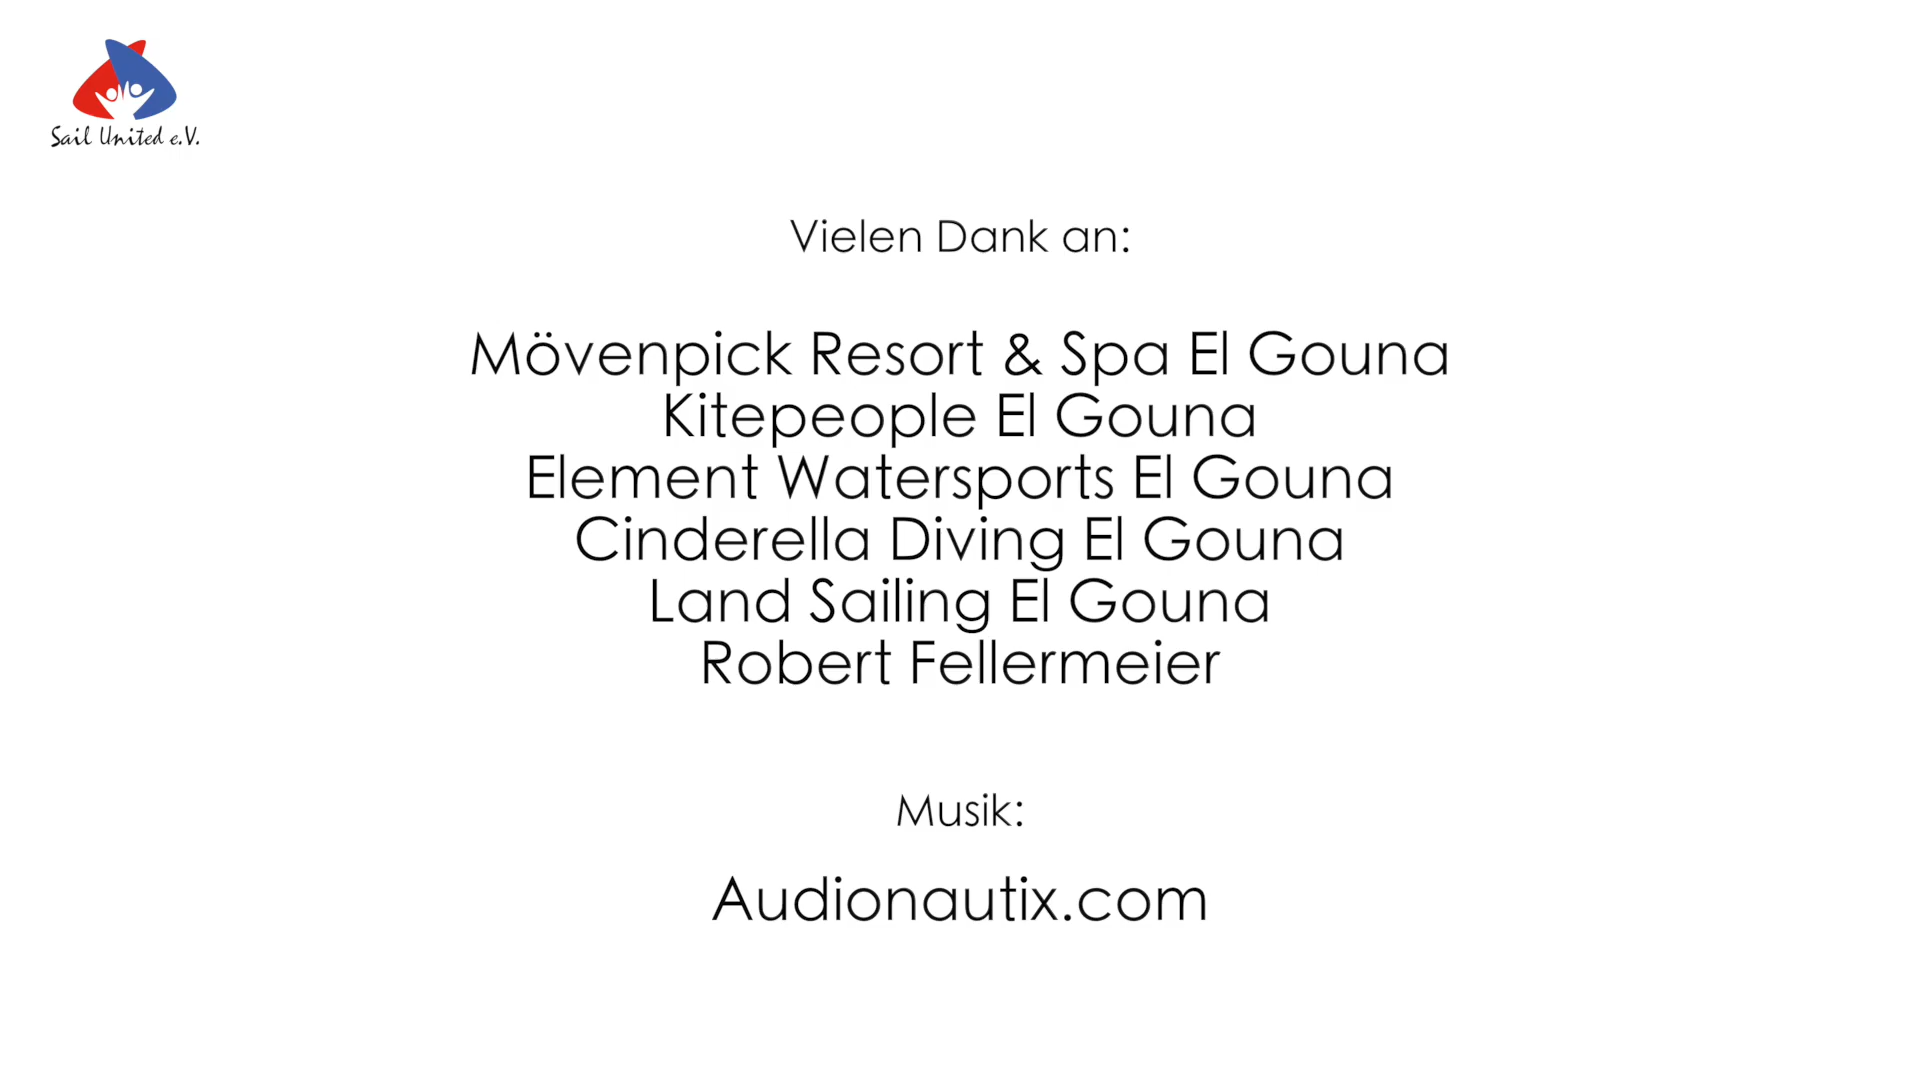 Sail United e.V.
Vielen Dank an:
Mövenpick Resort & Spa El Gouna
Kitepeople El Gouna
Element Watersports El Gouna
Cinderella Diving El Gouna
Land Sailing El Gouna
Robert Fellermeier
Musik:
Audionautix.com